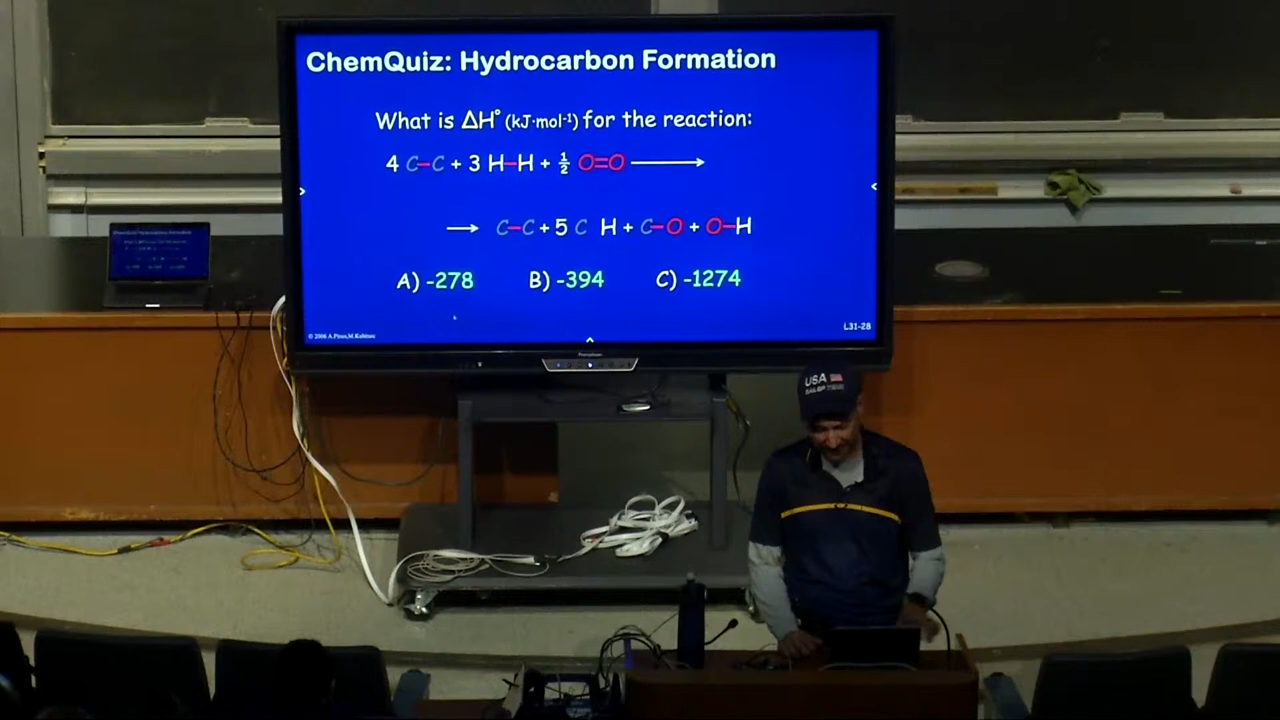 ChemQuiz: Hydrocarbon Formation
What is ΔH° (kJ·mol⁻¹) for the reaction:
4 C–C + 3 H–H + ½ O=O ⟶
⟶ C–C + 5 C H + C–O + O–H
A) -278 B) -394 C) -1274
L31-28
USA